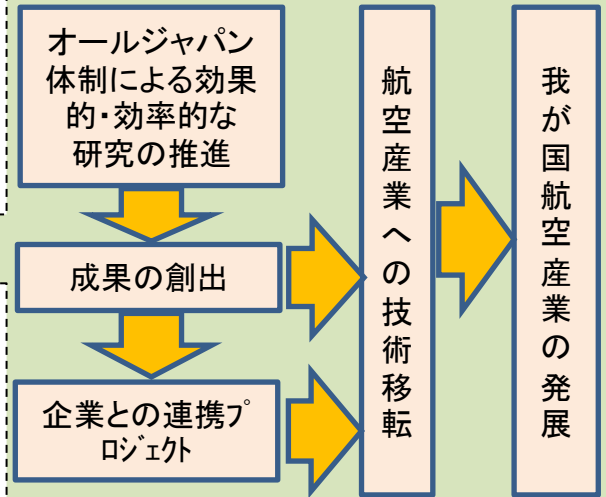 オールジャパン
体制による効果
的・効率的な
研究の推進
成果の創出
企業との連携プ
ロジェクト
航空産業への技術移転
我が国航空産業の発展